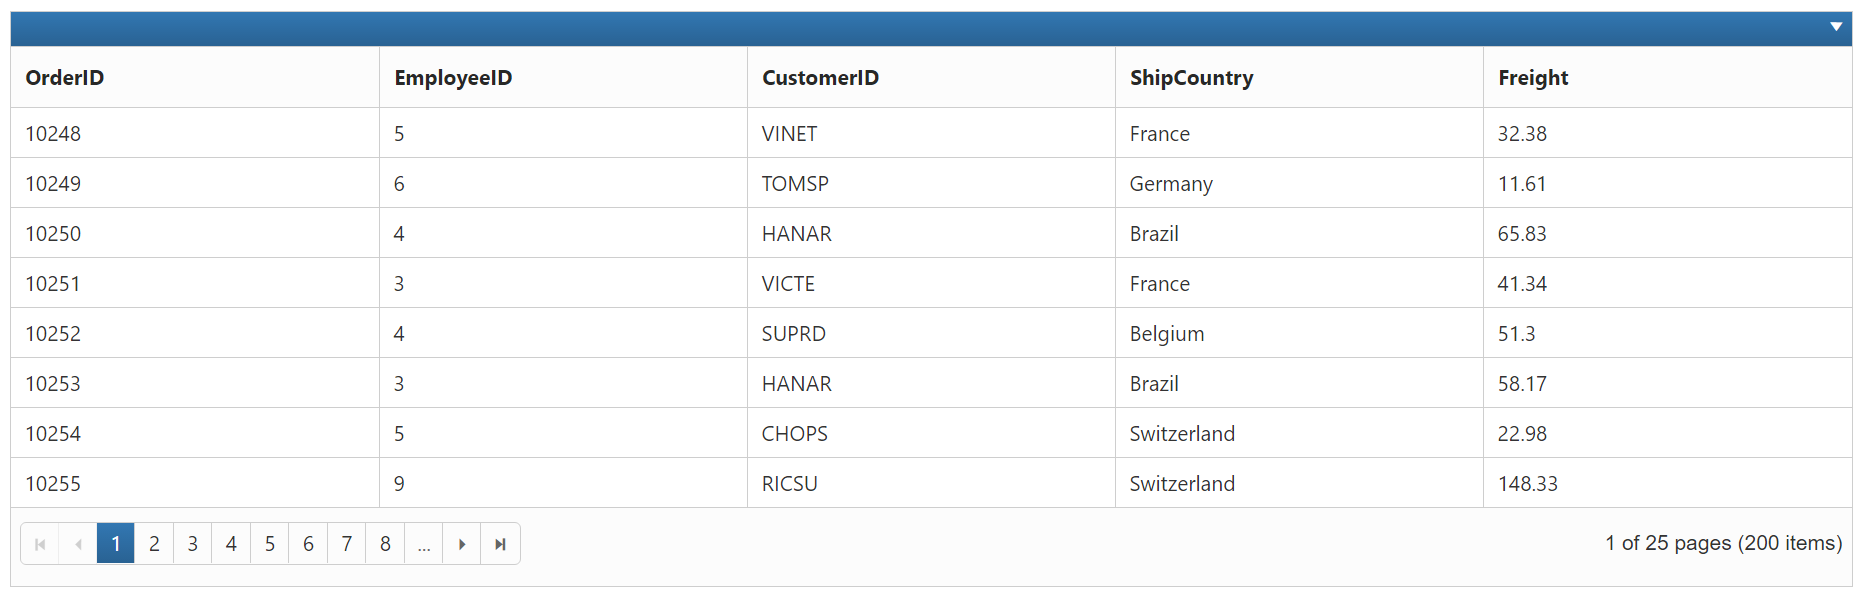 OrderID EmployeeID CustomerID ShipCountry Freight
10248 5 VINET France 32.38
10249 6 TOMSP Germany 11.61
10250 4 HANAR Brazil 65.83
10251 3 VICTE France 41.34
10252 4 SUPRD Belgium 51.3
10253 3 HANAR Brazil 58.17
10254 5 CHOPS Switzerland 22.98
10255 9 RICSU Switzerland 148.33
1 2 3 4 5 6 7 8 ... 1 of 25 pages (200 items)